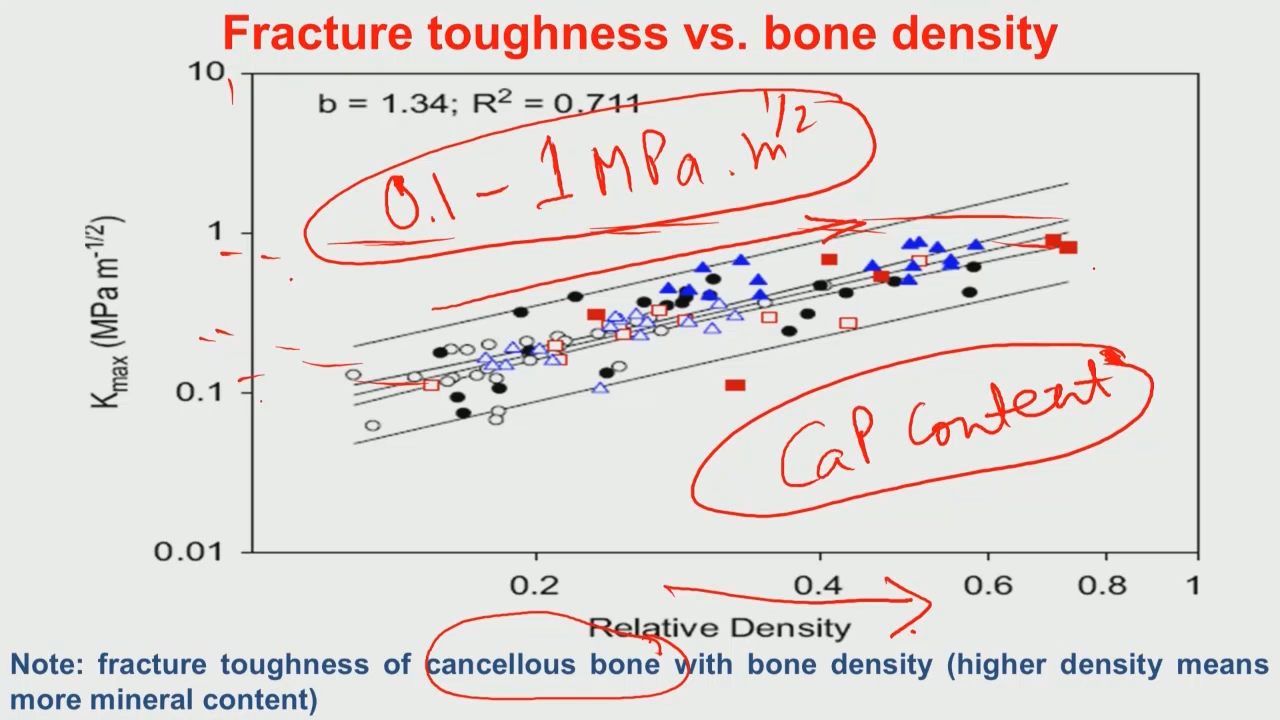 Fracture toughness vs. bone density
10
b = 1.34; R² = 0.711
0.1 - 1 MPa . m^1/2
1
K_max (MPa m^-1/2)
0.1
CaP content
0.01
0.2 0.4 0.6 0.8 1
Relative Density
Note: fracture toughness of cancellous bone with bone density (higher density means
more mineral content)